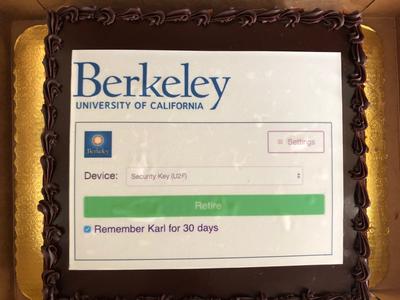 Berkeley
UNIVERSITY OF CALIFORNIA
Berkeley
≡ Settings
Device: Security Key (U2F)
Retire
Remember Karl for 30 days